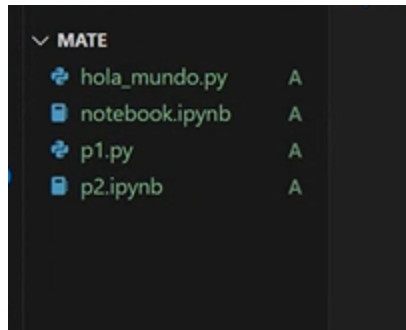 MATE
hola_mundo.py A
notebook.ipynb A
p1.py A
p2.ipynb A